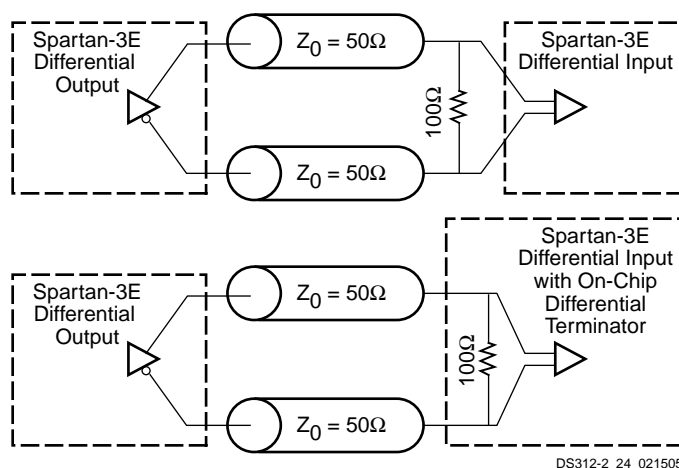 Spartan-3E
Differential
Output
Z0 = 50Ω
Z0 = 50Ω
100Ω
Spartan-3E
Differential Input
Spartan-3E
Differential
Output
Z0 = 50Ω
Z0 = 50Ω
100Ω
Spartan-3E
Differential Input
with On-Chip
Differential
Terminator
DS312-2_24_021505